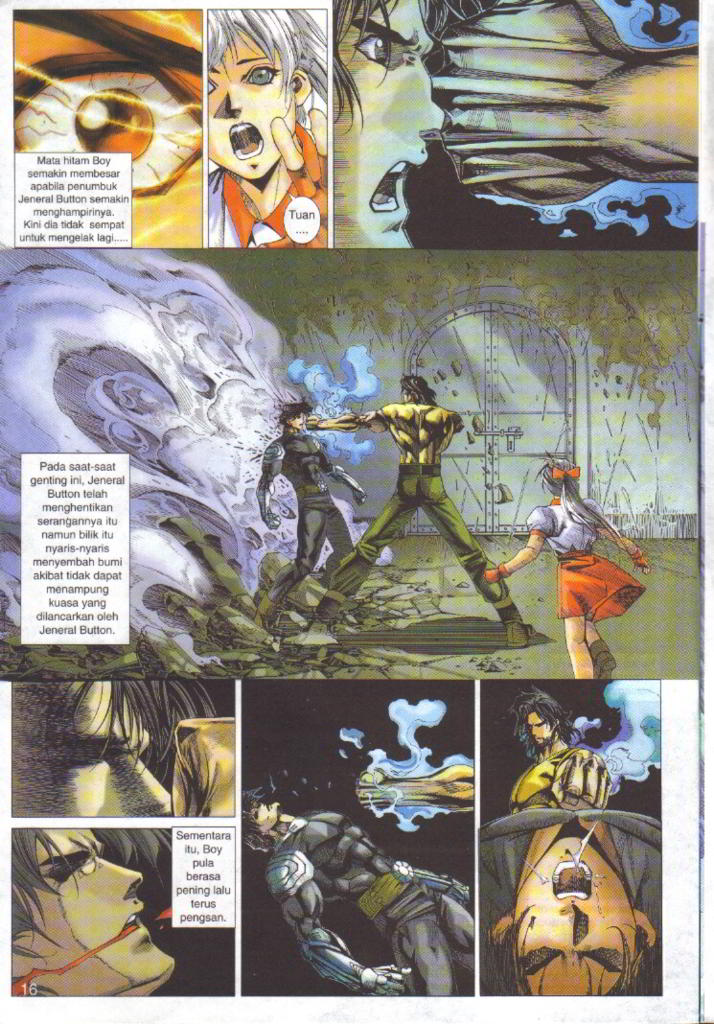 Mata hitam Boy
semakin membesar
apabila penumbuk
Jeneral Button semakin
menghampirinya.
Kini dia tidak sempat
untuk mengelak lagi.....
Tuan
....
Pada saat-saat
genting ini, Jeneral
Button telah
menghentikan
serangannya itu
namun bilik itu
nyaris-nyaris
menyembah bumi
akibat tidak dapat
menampung
kuasa yang
dilancarkan oleh
Jeneral Button.
Sementara
itu, Boy
pula
berasa
pening lalu
terus
pengsan.
16